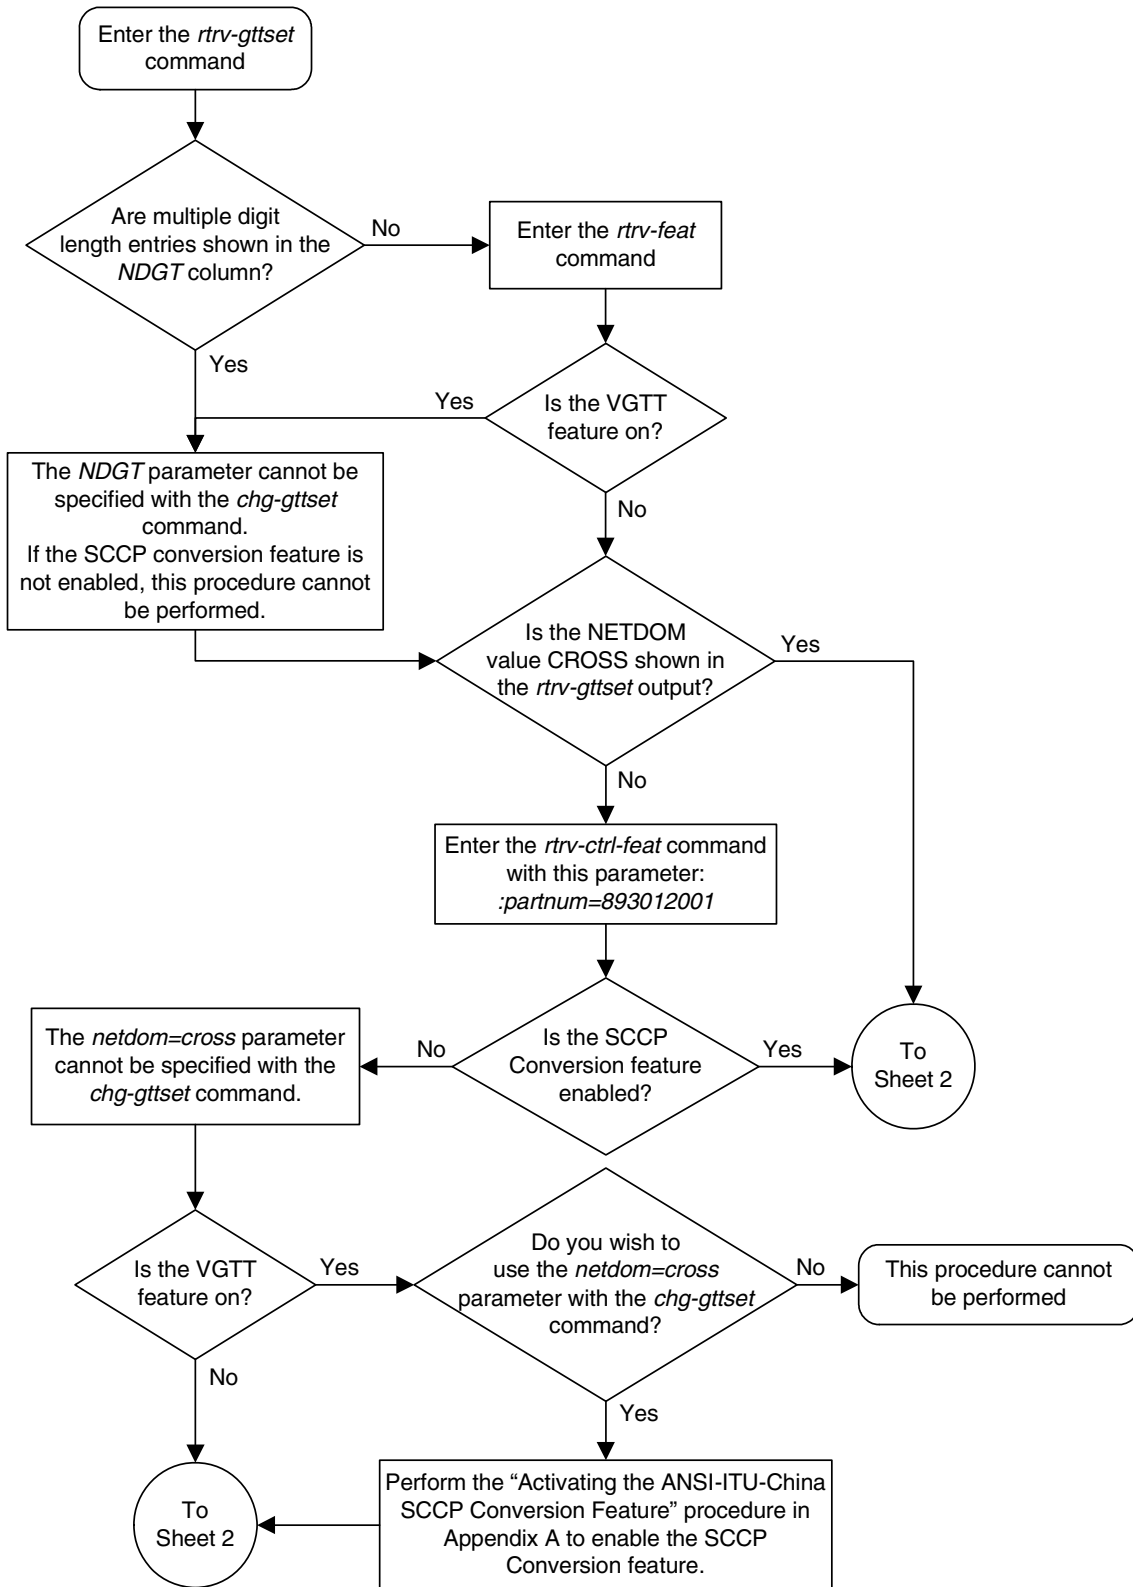 Enter the rtrv-gttset
command
Are multiple digit
length entries shown in the
NDGT column?
No
Enter the rtrv-feat
command
Yes
Yes
Is the VGTT
feature on?
The NDGT parameter cannot be
specified with the chg-gttset
command.
If the SCCP conversion feature is
not enabled, this procedure cannot
be performed.
No
Is the NETDOM
value CROSS shown in
the rtrv-gttset output?
Yes
No
Enter the rtrv-ctrl-feat command
with this parameter:
:partnum=893012001
The netdom=cross parameter
cannot be specified with the
chg-gttset command.
No
Is the SCCP
Conversion feature
enabled?
Yes
To
Sheet 2
Is the VGTT
feature on?
Yes
Do you wish to
use the netdom=cross
parameter with the chg-gttset
command?
No
This procedure cannot
be performed
No
Yes
To
Sheet 2
Perform the “Activating the ANSI-ITU-China
SCCP Conversion Feature” procedure in
Appendix A to enable the SCCP
Conversion feature.